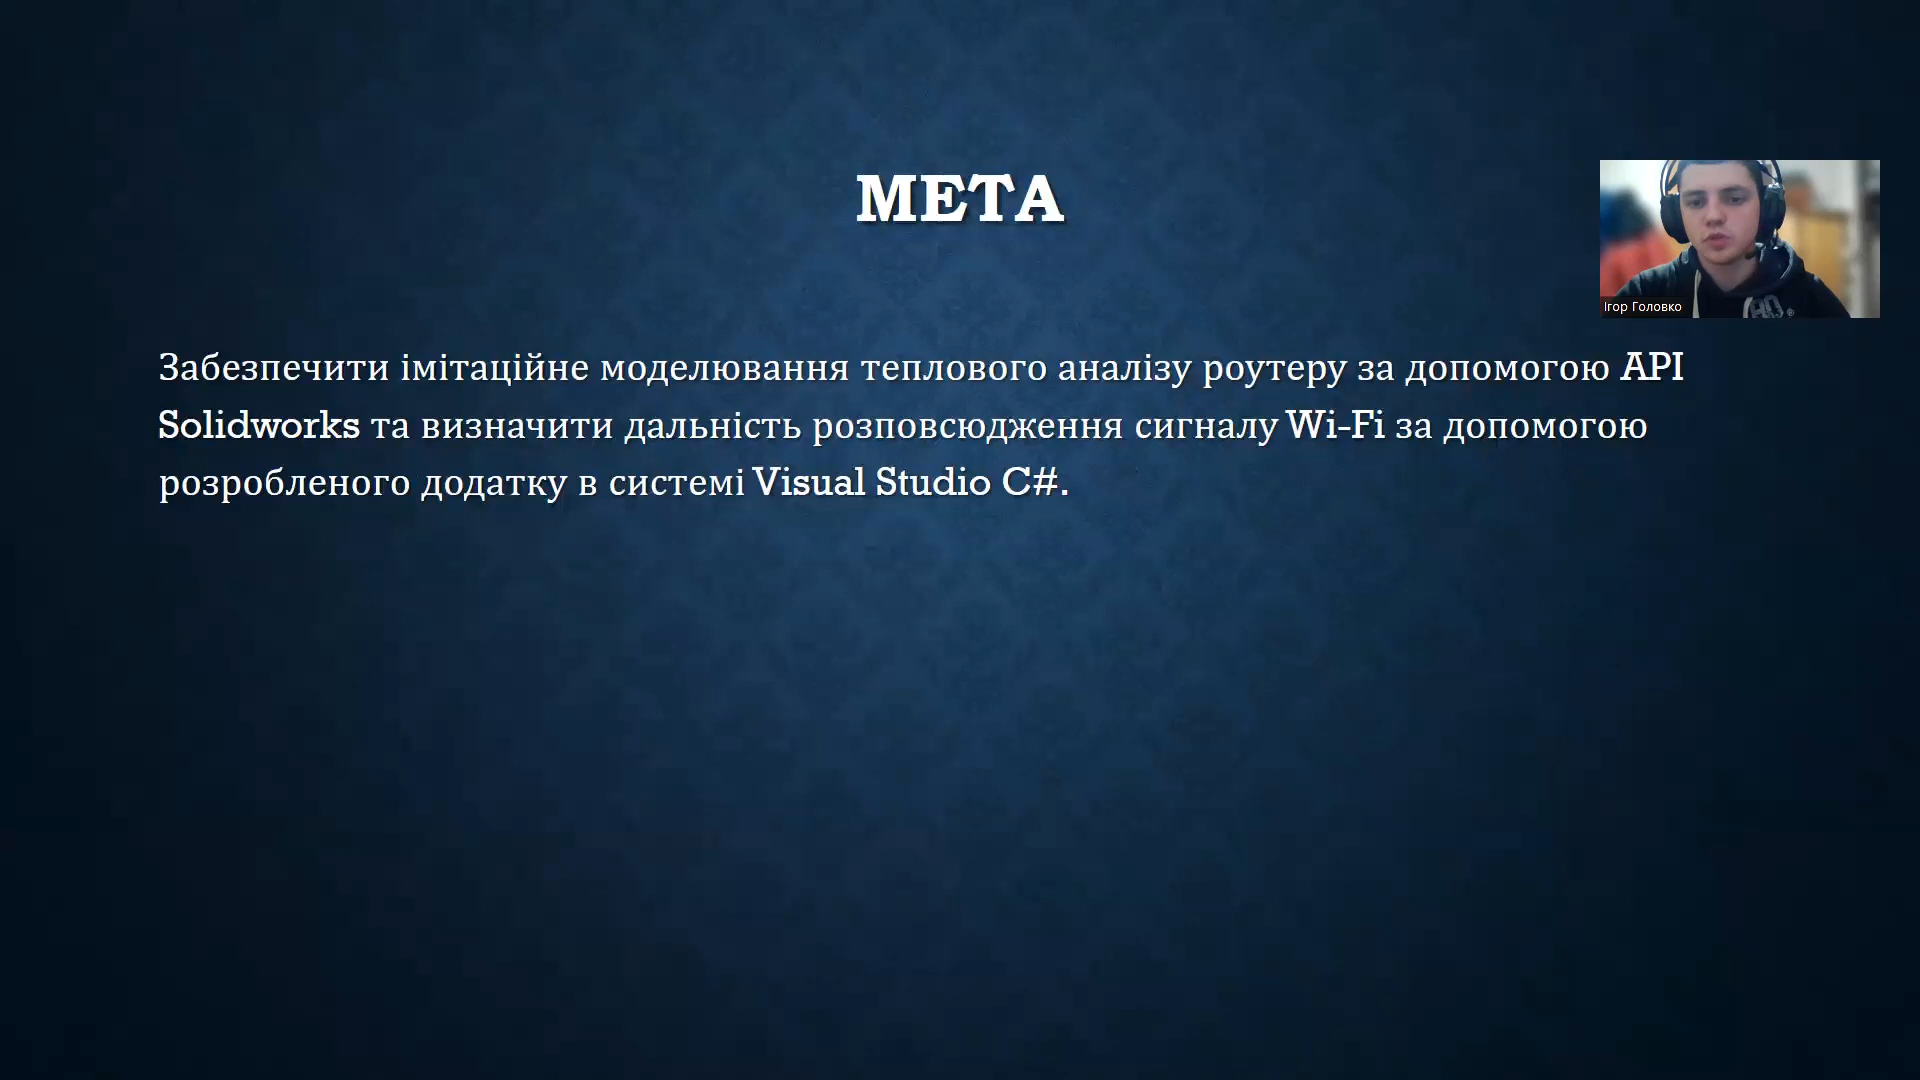 МЕТА
Ігор Головко
Забезпечити імітаційне моделювання теплового аналізу роутеру за допомогою API
Solidworks та визначити дальність розповсюдження сигналу Wi-Fi за допомогою
розробленого додатку в системі Visual Studio C#.